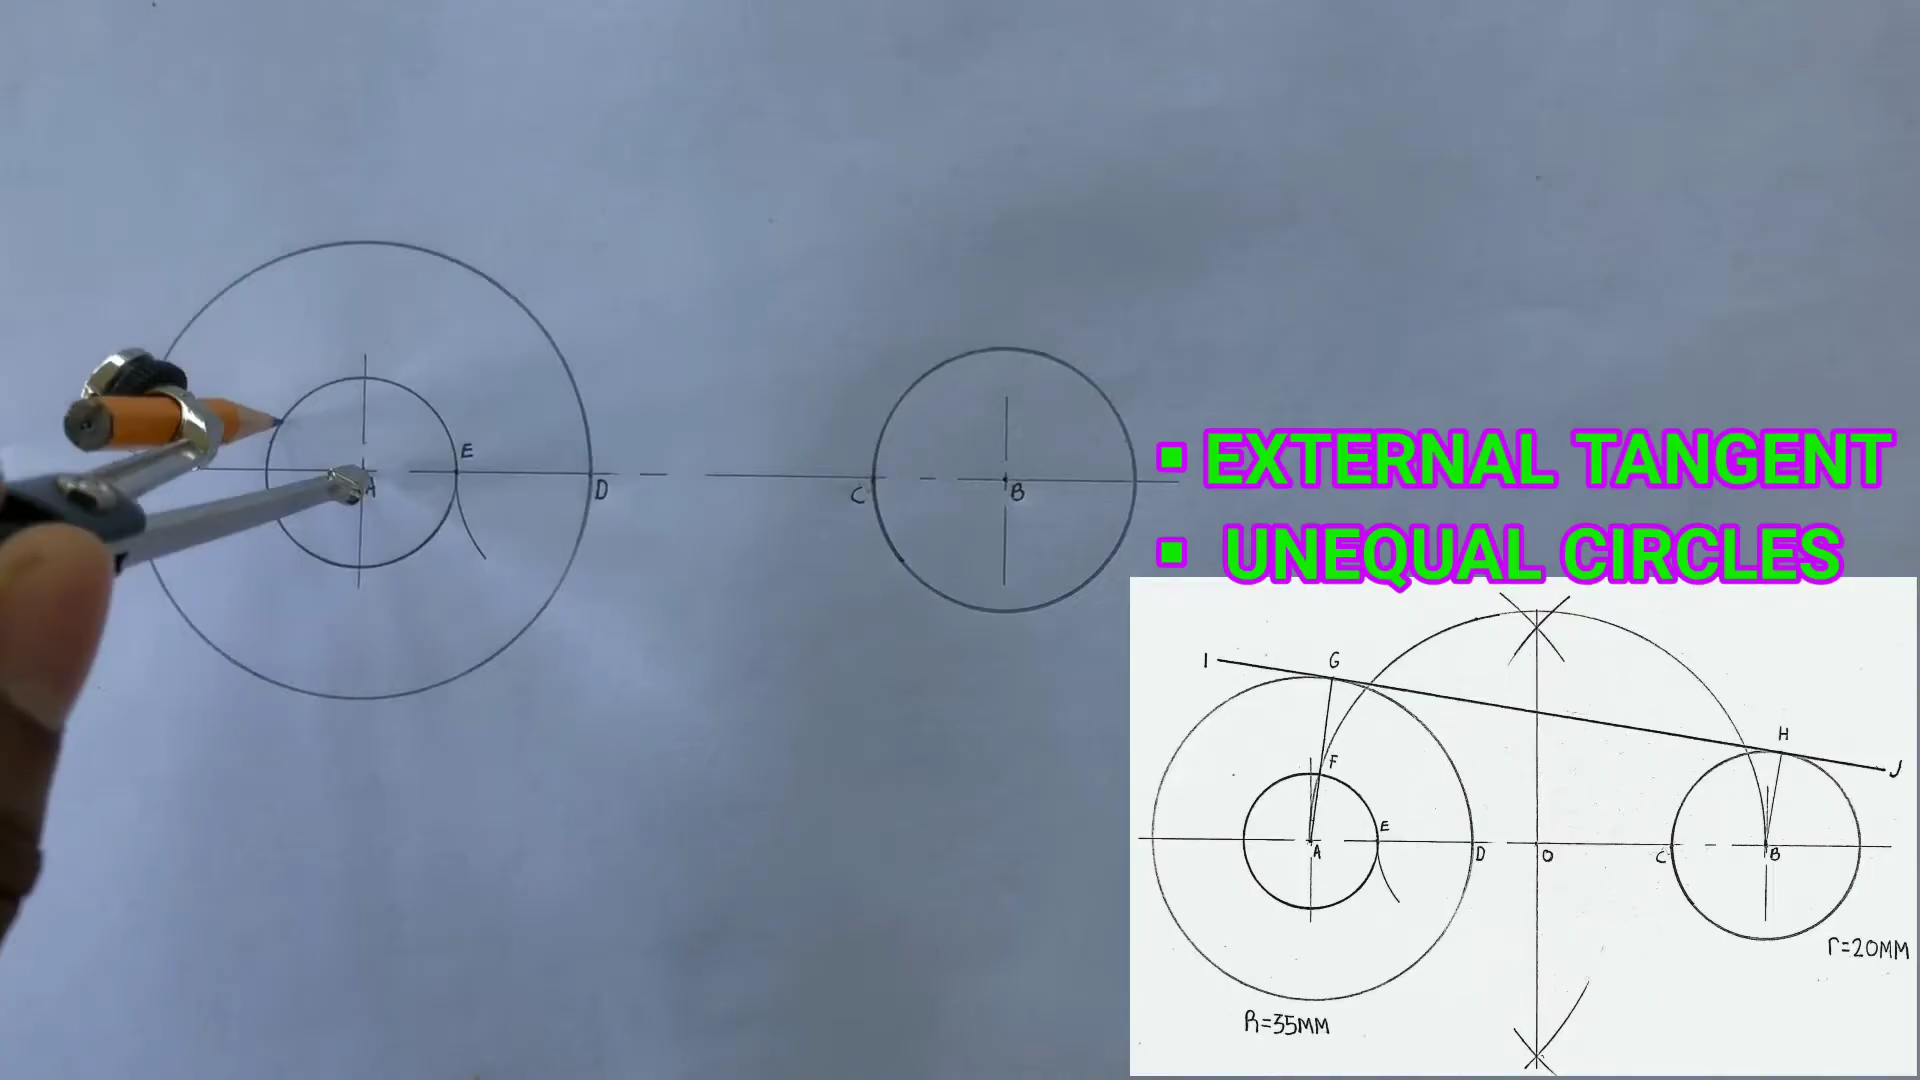 E
A
D
C
B
▪ EXTERNAL TANGENT
▪ UNEQUAL CIRCLES
I
G
H
J
F
E
A
D
O
C
B
r=20MM
R=35MM